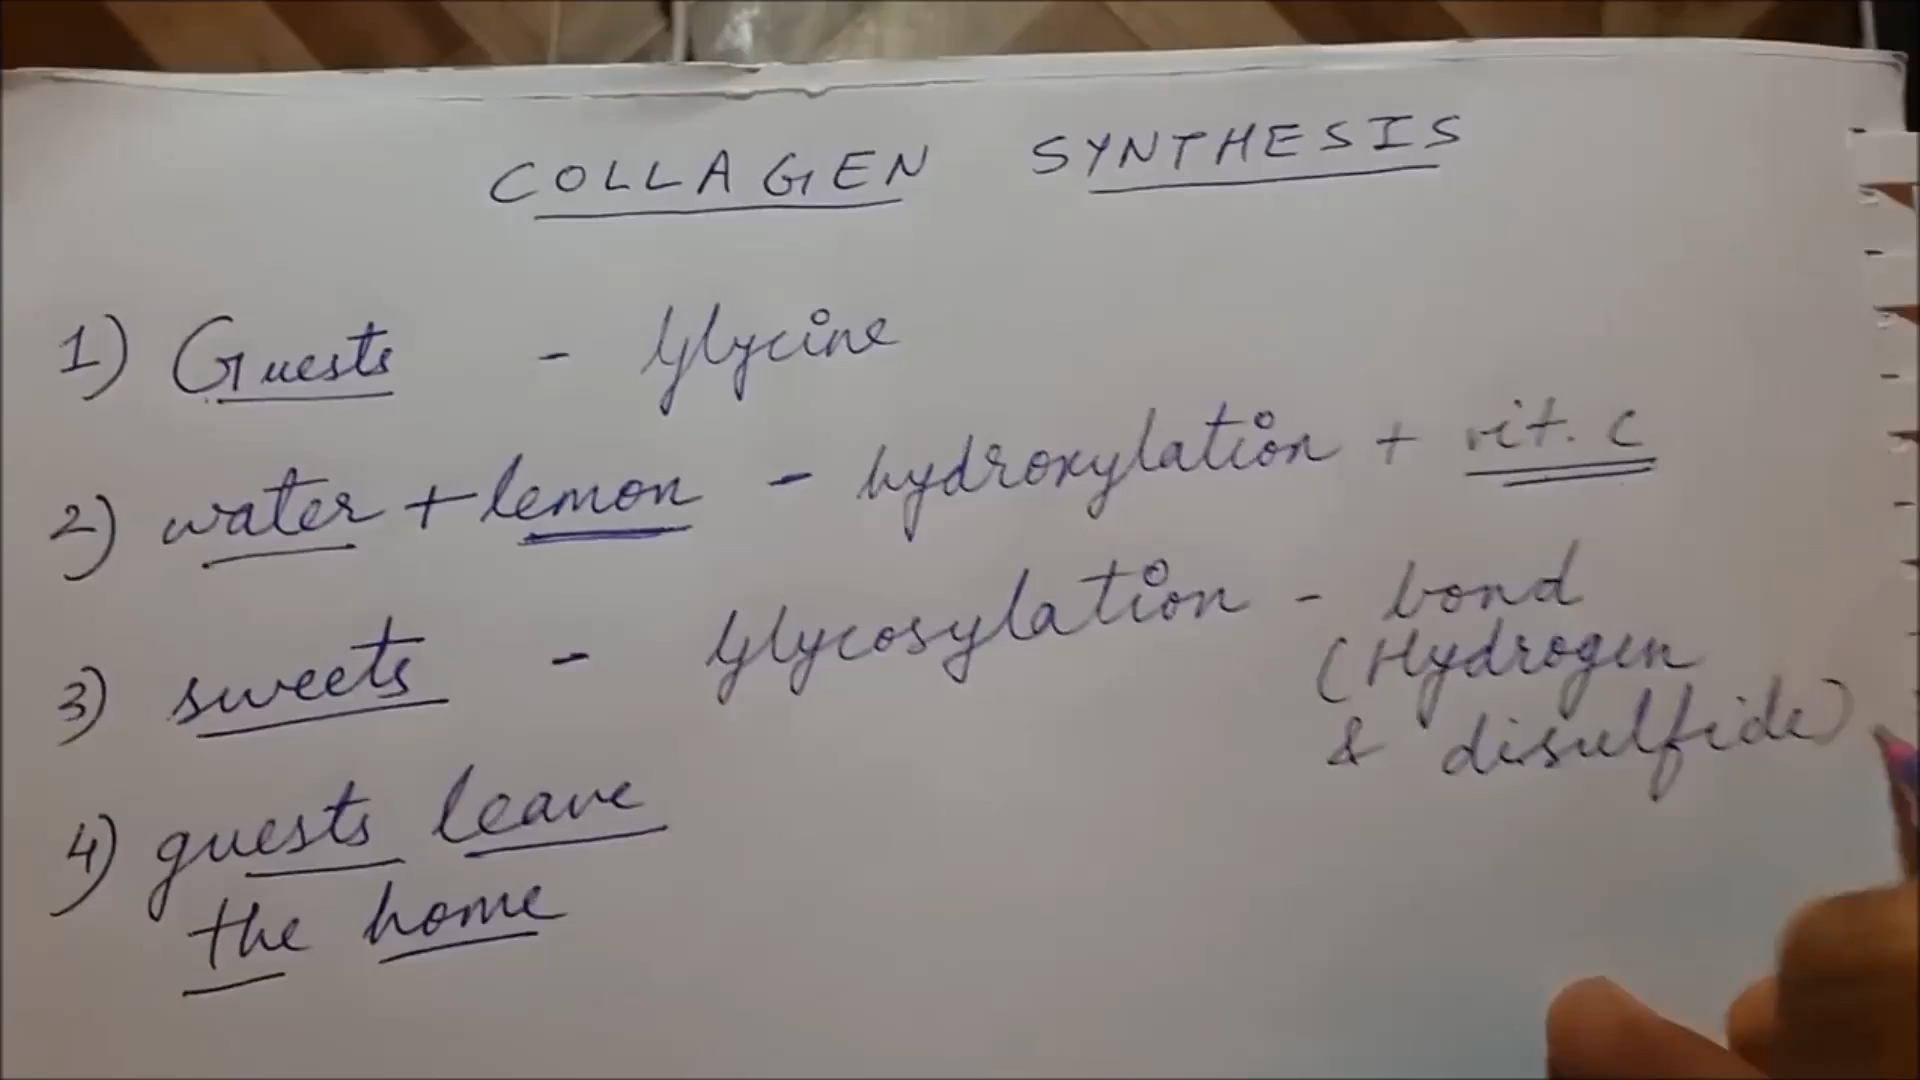 COLLAGEN SYNTHESIS
1) Guests - Glycine
2) water + lemon - hydroxylation + vit. c
3) sweets - Glycosylation - bond
(Hydrogen
& disulfide)
4) guests leave
the home